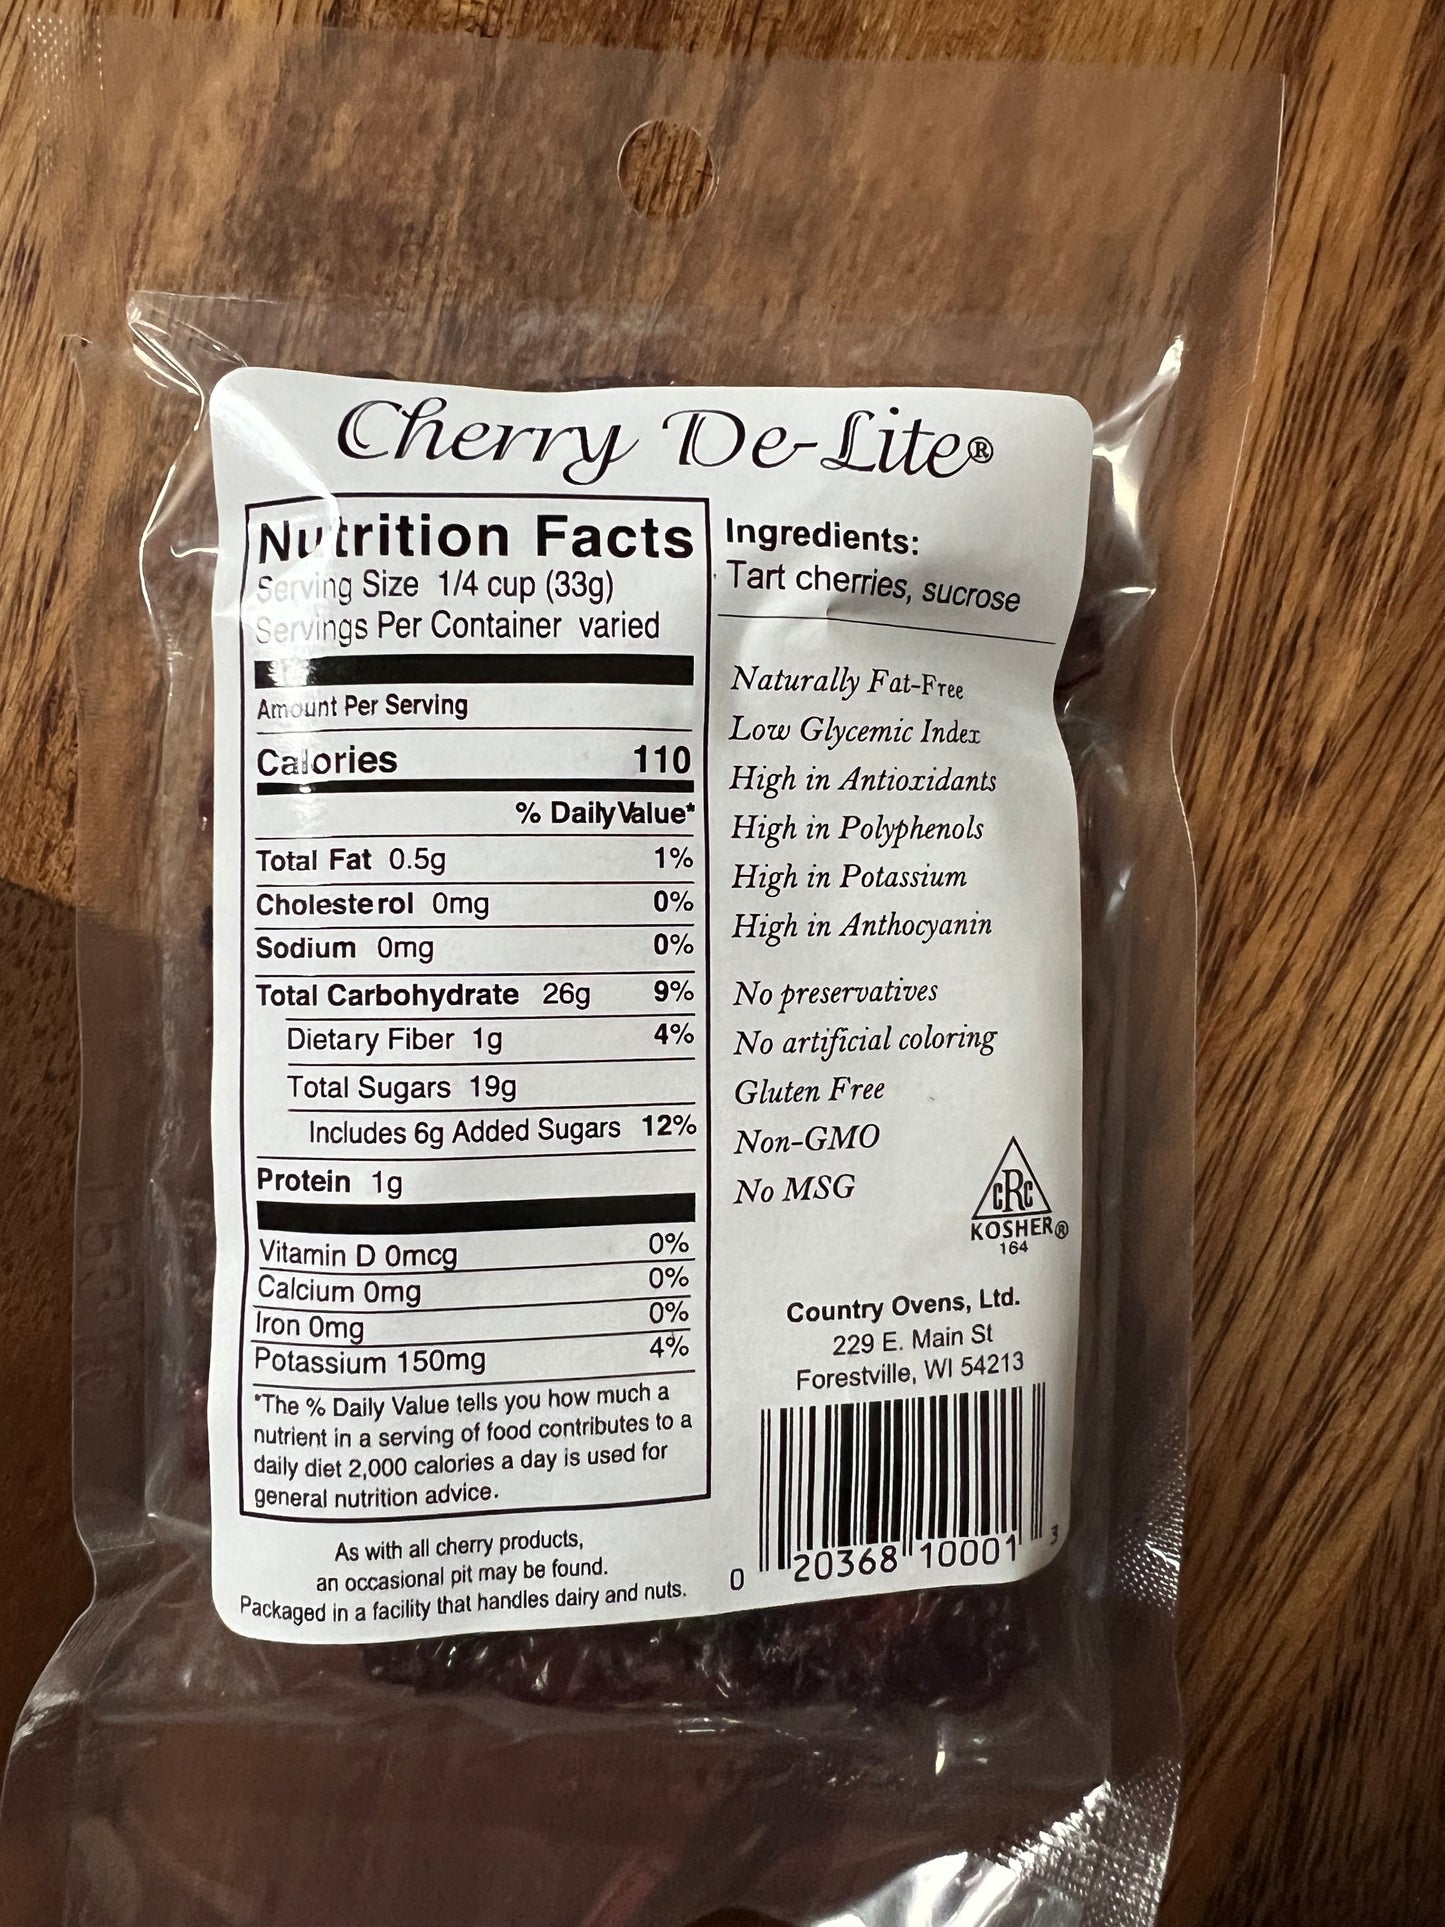 Cherry De-Lite®
Nutrition Facts
Serving Size 1/4 cup (33g)
Servings Per Container varied
Amount Per Serving
Calories 110
% Daily Value*
Total Fat 0.5g 1%
Cholesterol 0mg 0%
Sodium 0mg 0%
Total Carbohydrate 26g 9%
Dietary Fiber 1g 4%
Total Sugars 19g
Includes 6g Added Sugars 12%
Protein 1g
Vitamin D 0mcg 0%
Calcium 0mg 0%
Iron 0mg 0%
Potassium 150mg 4%
*The % Daily Value tells you how much a
nutrient in a serving of food contributes to a
daily diet 2,000 calories a day is used for
general nutrition advice.
As with all cherry products,
an occasional pit may be found.
Packaged in a facility that handles dairy and nuts.
Ingredients:
Tart cherries, sucrose
Naturally Fat-Free
Low Glycemic Index
High in Antioxidants
High in Polyphenols
High in Potassium
High in Anthocyanin
No preservatives
No artificial coloring
Gluten Free
Non-GMO
No MSG
cRc
KOSHER®
164
Country Ovens, Ltd.
229 E. Main St
Forestville, WI 54213
0 20368 10001 3